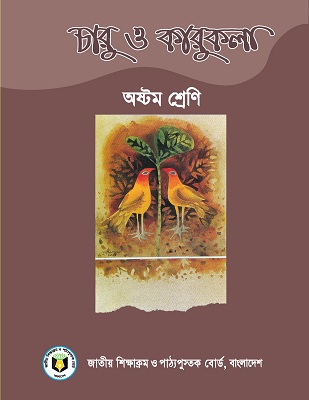 চারু ও কারুকলা
অষ্টম শ্রেণি
জাতীয় শিক্ষাক্রম ও পাঠ্যপুস্তক বোর্ড, বাংলাদেশ